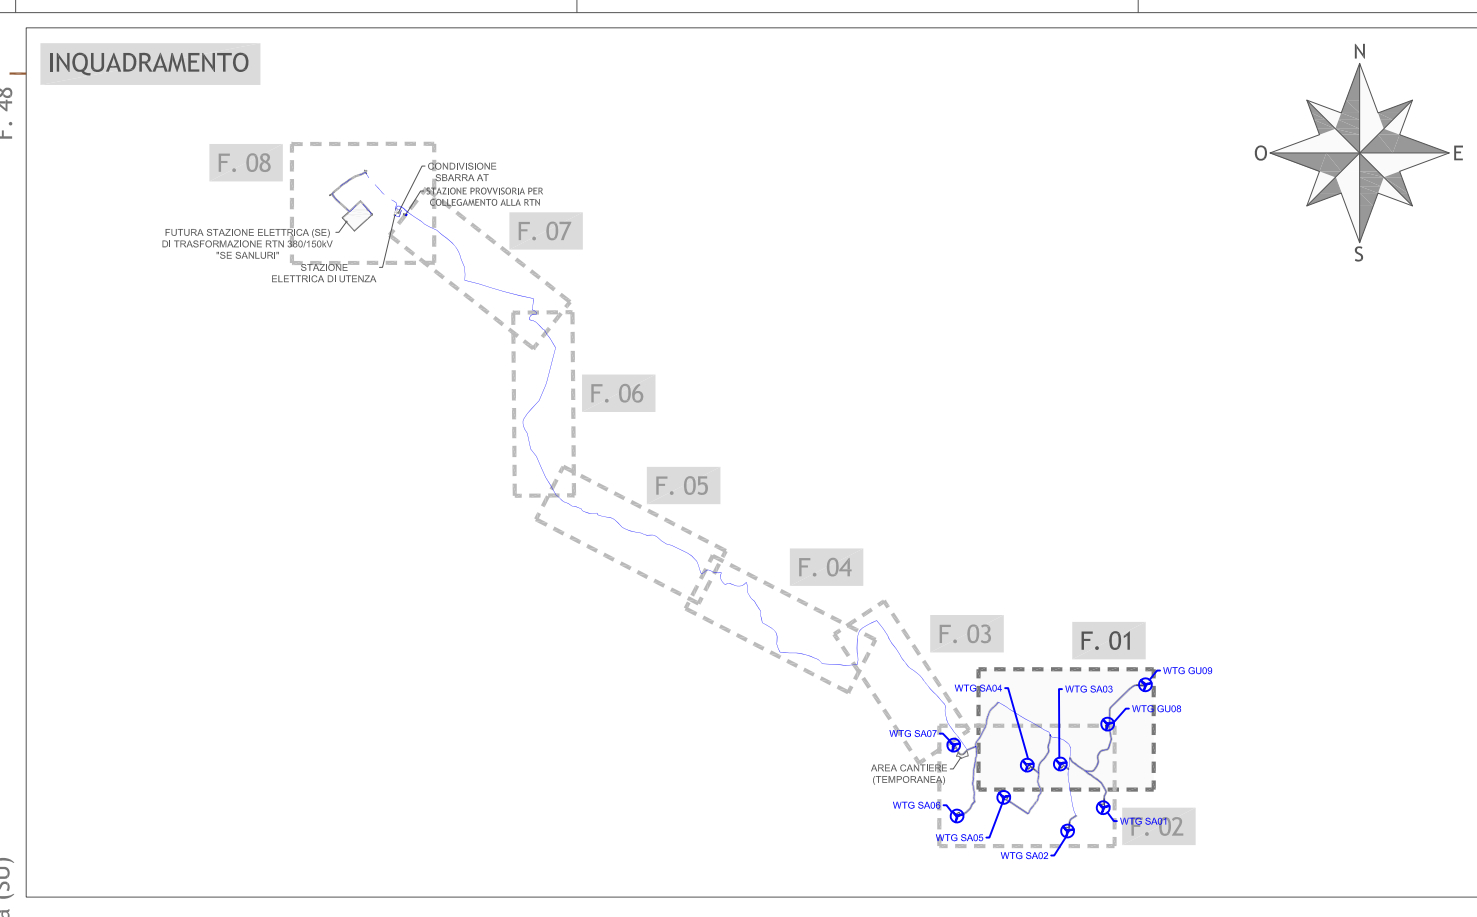 INQUADRAMENTO
F. 48
N
O
E
S
F. 08
CONDIVISIONE
SBARRA AT
STAZIONE PROVVISORIA PER
COLLEGAMENTO ALLA RTN
F. 07
FUTURA STAZIONE ELETTRICA (SE)
DI TRASFORMAZIONE RTN 380/150kV
"SE SANLURI"
STAZIONE
ELETTRICA DI UTENZA
F. 06
F. 05
F. 04
F. 03
F. 01
WTG GU09
WTG SA04
WTG SA03
WTG GU08
WTG SA07
AREA CANTIERE
(TEMPORANEA)
WTG SA06
WTG SA01
F. 02
WTG SA05
WTG SA02
(SU)